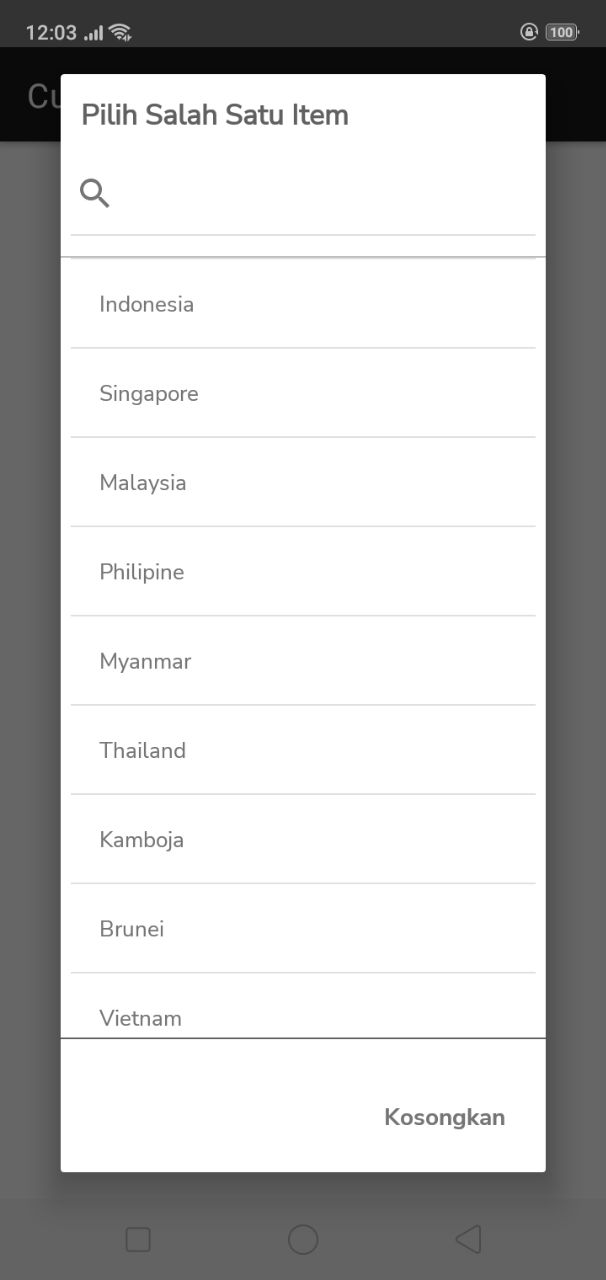 12:03
100
Cu
Pilih Salah Satu Item
Indonesia
Singapore
Malaysia
Philipine
Myanmar
Thailand
Kamboja
Brunei
Vietnam
Kosongkan